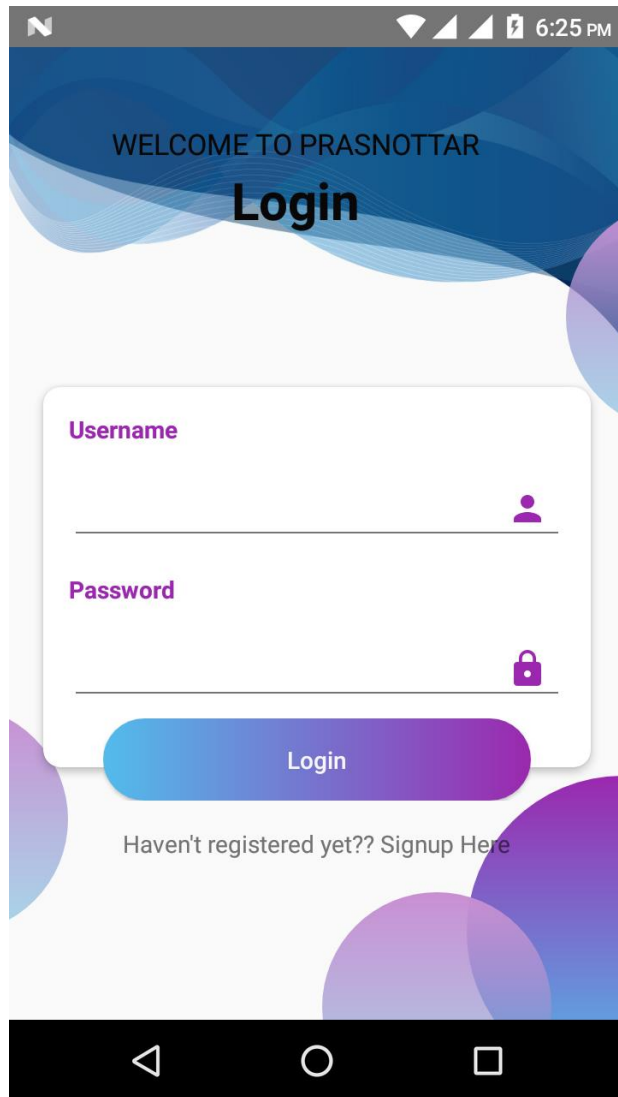 6:25 PM
WELCOME TO PRASNOTTAR
Login
Username
Password
Login
Haven't registered yet?? Signup Here